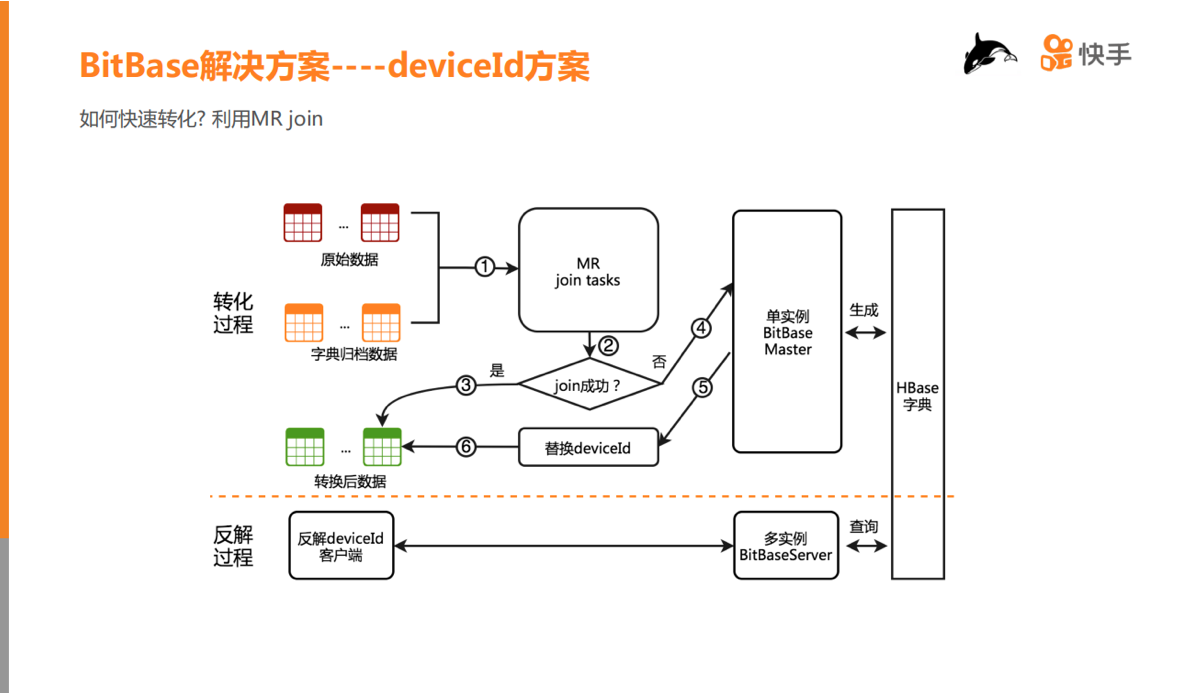 BitBase解决方案----deviceId方案
快手
如何快速转化? 利用MR join
转化
过程
...
原始数据
...
字典归档数据
①
MR
join tasks
②
join成功？
是
③
否
④
⑤
替换deviceId
⑥
...
转换后数据
单实例
BitBase
Master
生成
HBase
字典
反解
过程
反解deviceId
客户端
多实例
BitBaseServer
查询